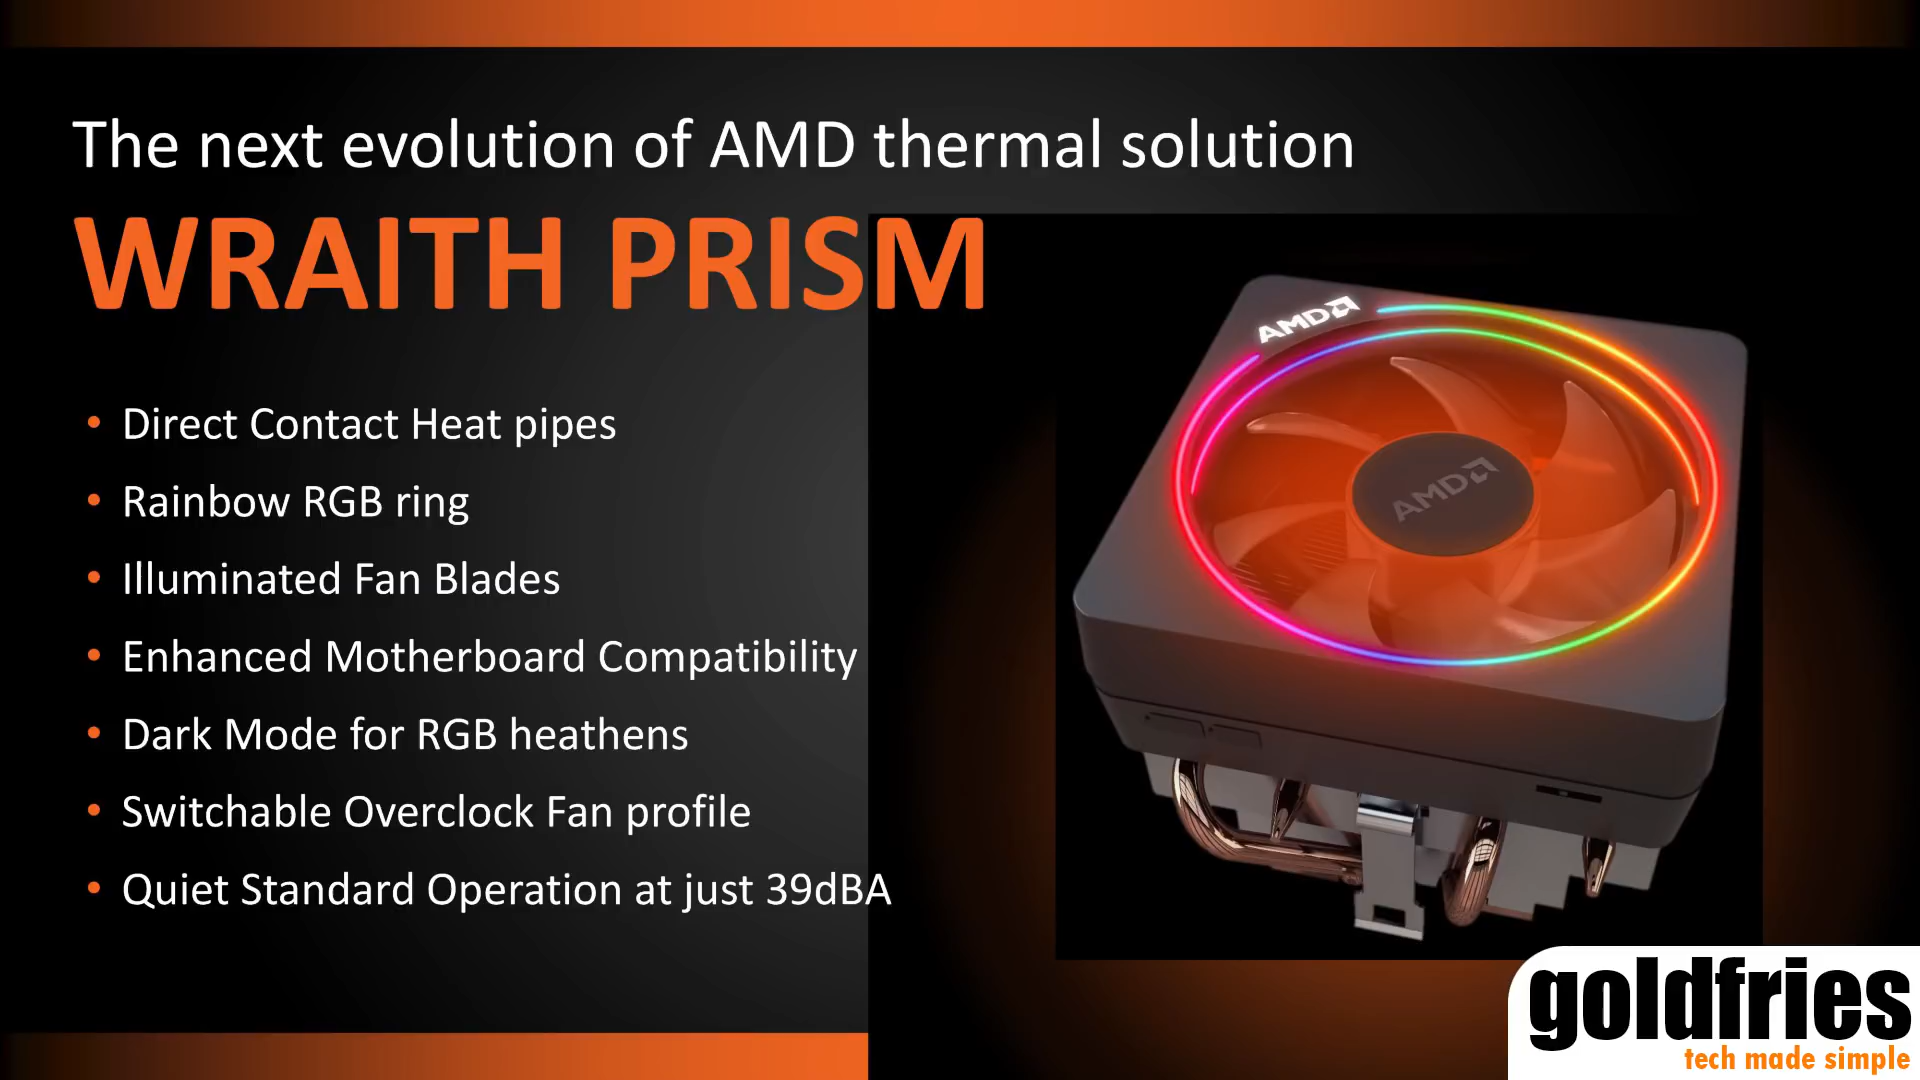 The next evolution of AMD thermal solution
WRAITH PRISM
• Direct Contact Heat pipes
• Rainbow RGB ring
• Illuminated Fan Blades
• Enhanced Motherboard Compatibility
• Dark Mode for RGB heathens
• Switchable Overclock Fan profile
• Quiet Standard Operation at just 39dBA
AMD
AMD
goldfries
tech made simple